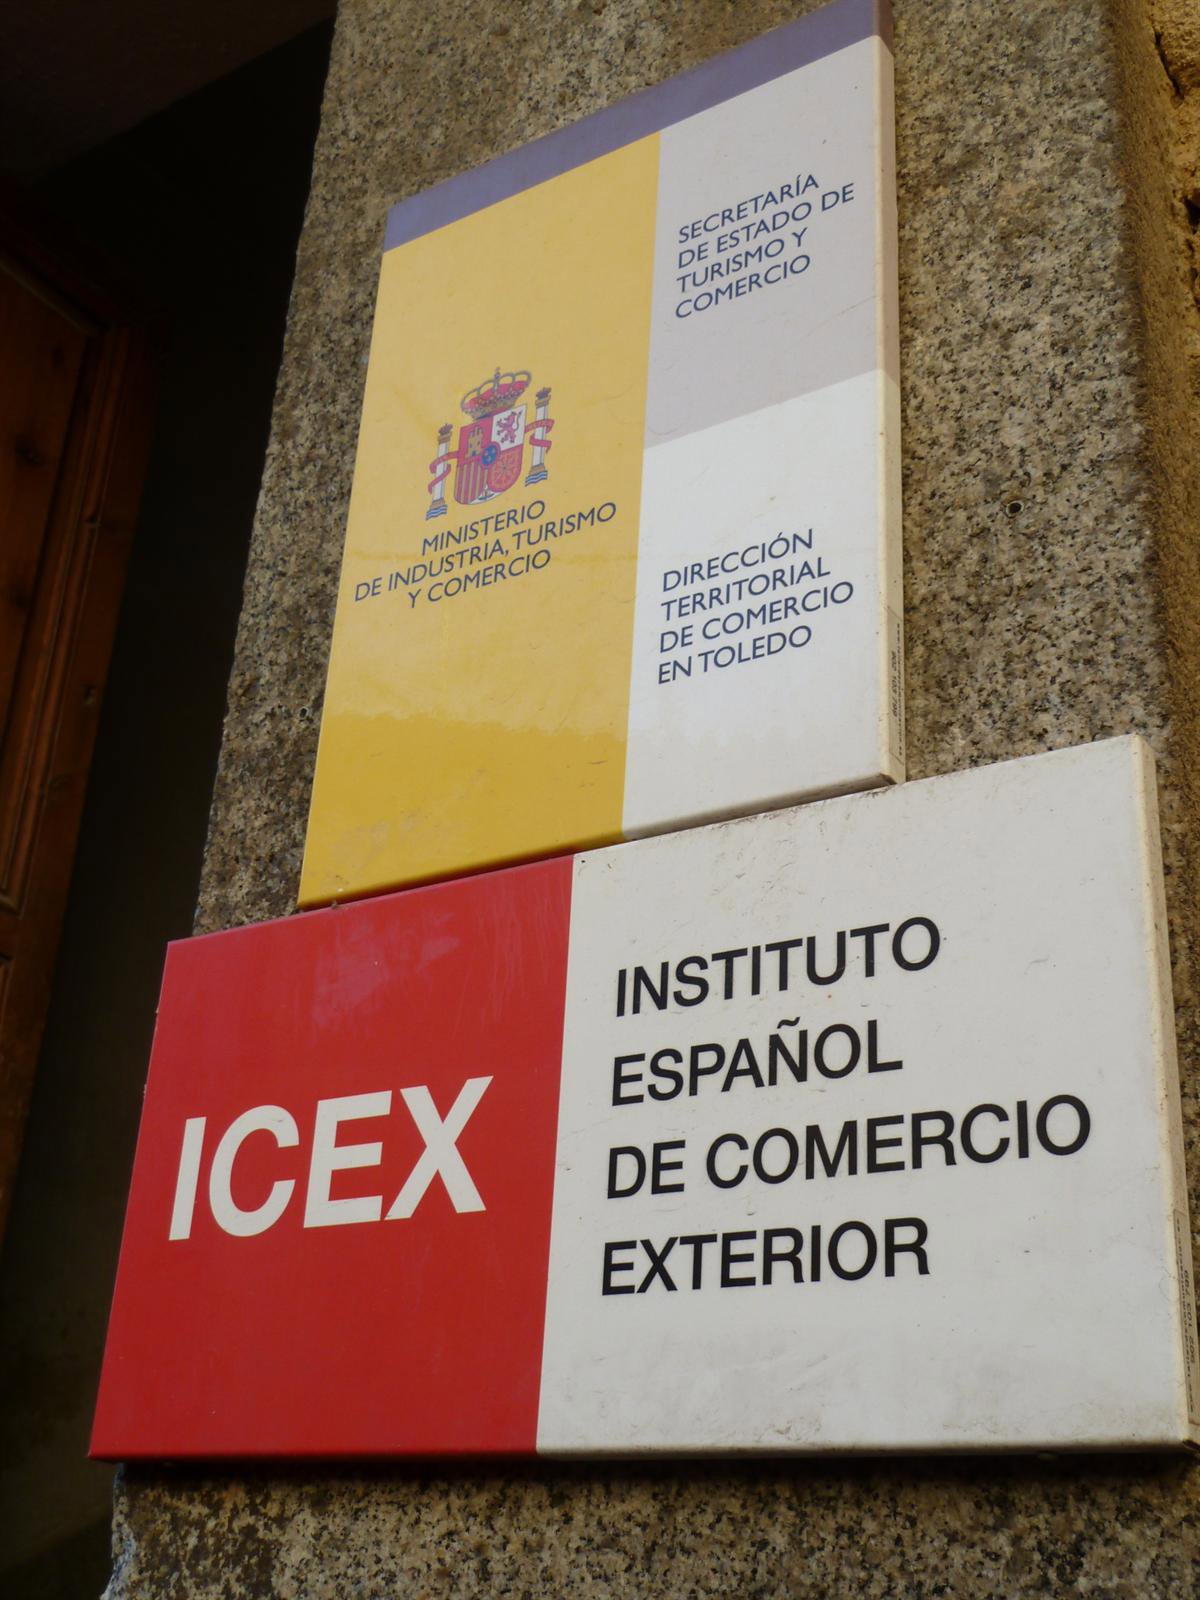 SECRETARÍA
DE ESTADO DE
TURISMO Y
COMERCIO
MINISTERIO
DE INDUSTRIA, TURISMO
Y COMERCIO
DIRECCIÓN
TERRITORIAL
DE COMERCIO
EN TOLEDO
ICEX
INSTITUTO
ESPAÑOL
DE COMERCIO
EXTERIOR